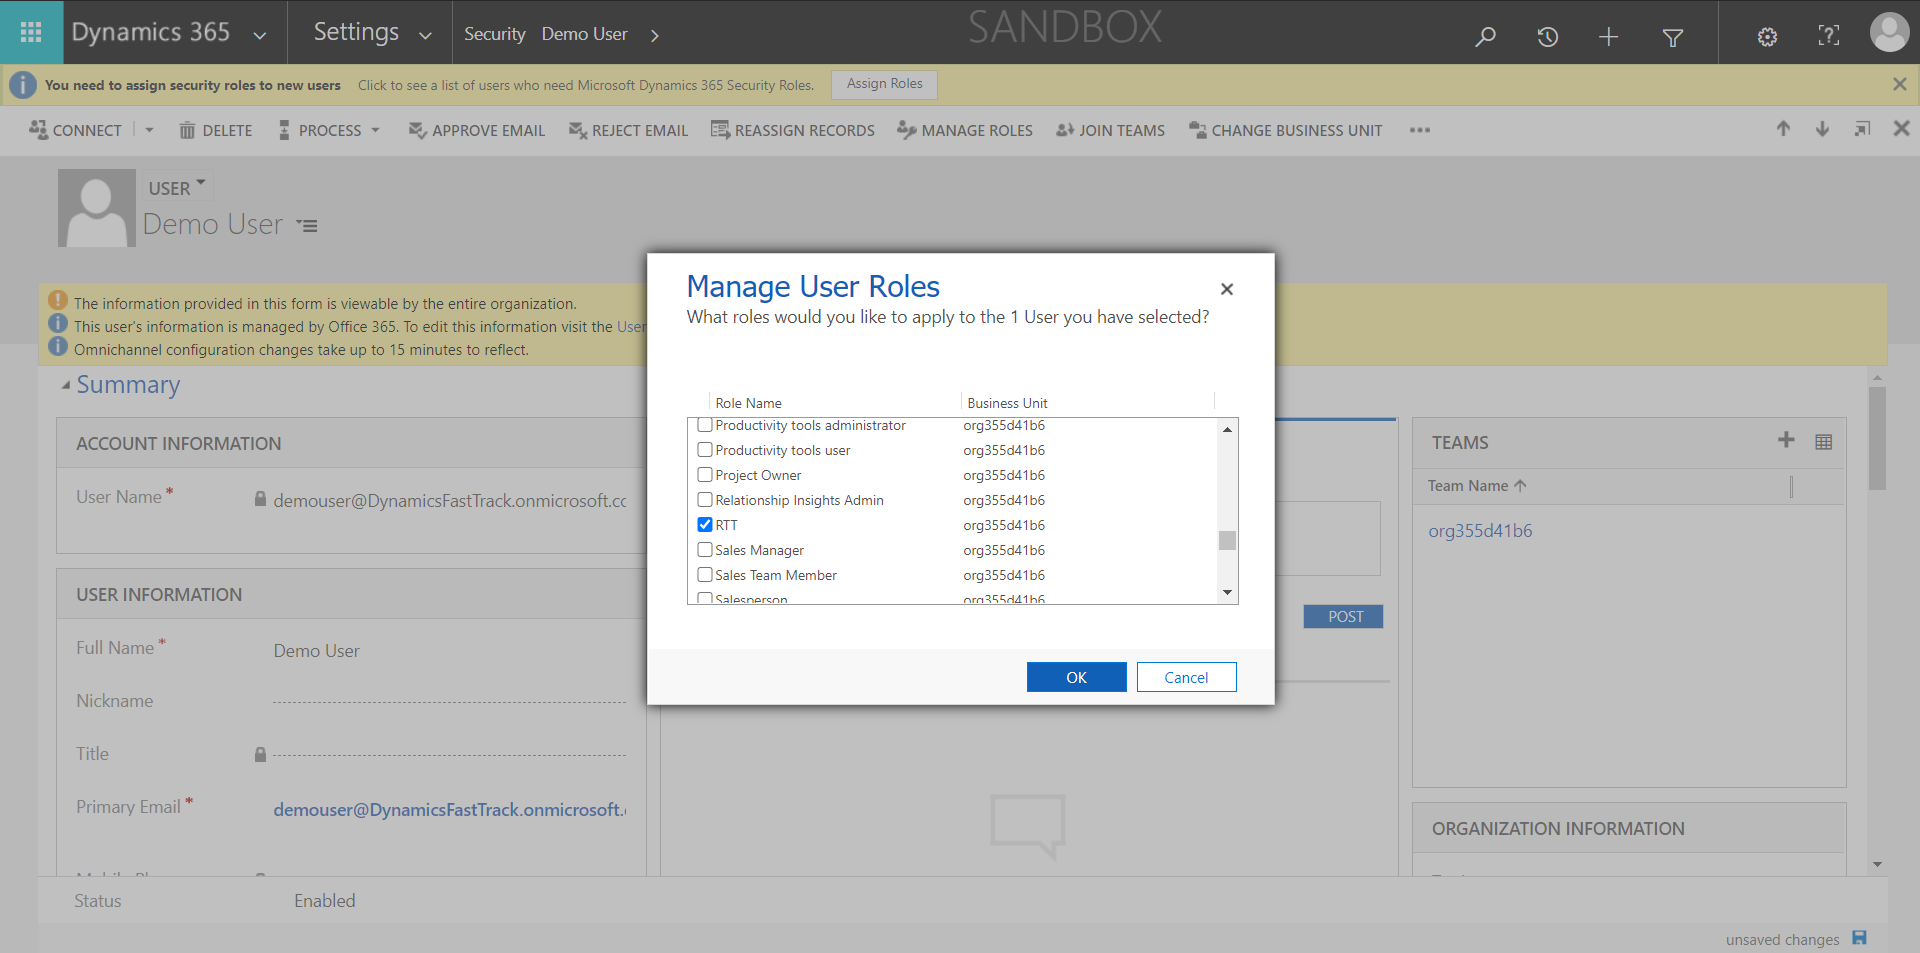 Dynamics 365
Settings
Security
Demo User
SANDBOX
You need to assign security roles to new users
Click to see a list of users who need Microsoft Dynamics 365 Security Roles.
Assign Roles
CONNECT
DELETE
PROCESS
APPROVE EMAIL
REJECT EMAIL
REASSIGN RECORDS
MANAGE ROLES
JOIN TEAMS
CHANGE BUSINESS UNIT
USER
Demo User
The information provided in this form is viewable by the entire organization.
This user's information is managed by Office 365. To edit this information visit the User
Omnichannel configuration changes take up to 15 minutes to reflect.
Summary
ACCOUNT INFORMATION
User Name *
demouser@DynamicsFastTrack.onmicrosoft.cc
USER INFORMATION
Full Name *
Demo User
Nickname
Title
Primary Email *
demouser@DynamicsFastTrack.onmicrosoft.
Status
Enabled
Manage User Roles
What roles would you like to apply to the 1 User you have selected?
Role Name
Business Unit
Productivity tools administrator
org355d41b6
Productivity tools user
org355d41b6
Project Owner
org355d41b6
Relationship Insights Admin
org355d41b6
RTT
org355d41b6
Sales Manager
org355d41b6
Sales Team Member
org355d41b6
Salesperson
org355d41b6
OK
Cancel
POST
TEAMS
Team Name
org355d41b6
ORGANIZATION INFORMATION
unsaved changes